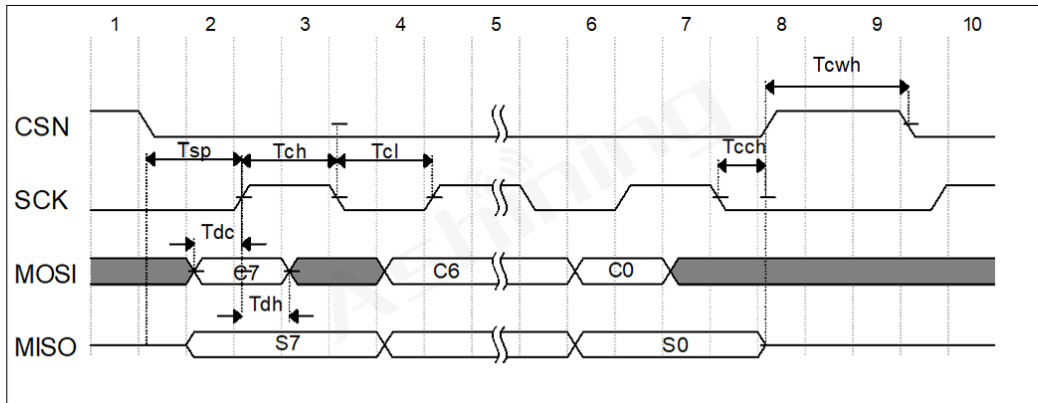 1 2 3 4 5 6 7 8 9 10
Tcwh
CSN
Tsp Tch Tcl Tcch
SCK
Tdc
MOSI C7 C6 C0
Tdh
MISO S7 S0
Ashining